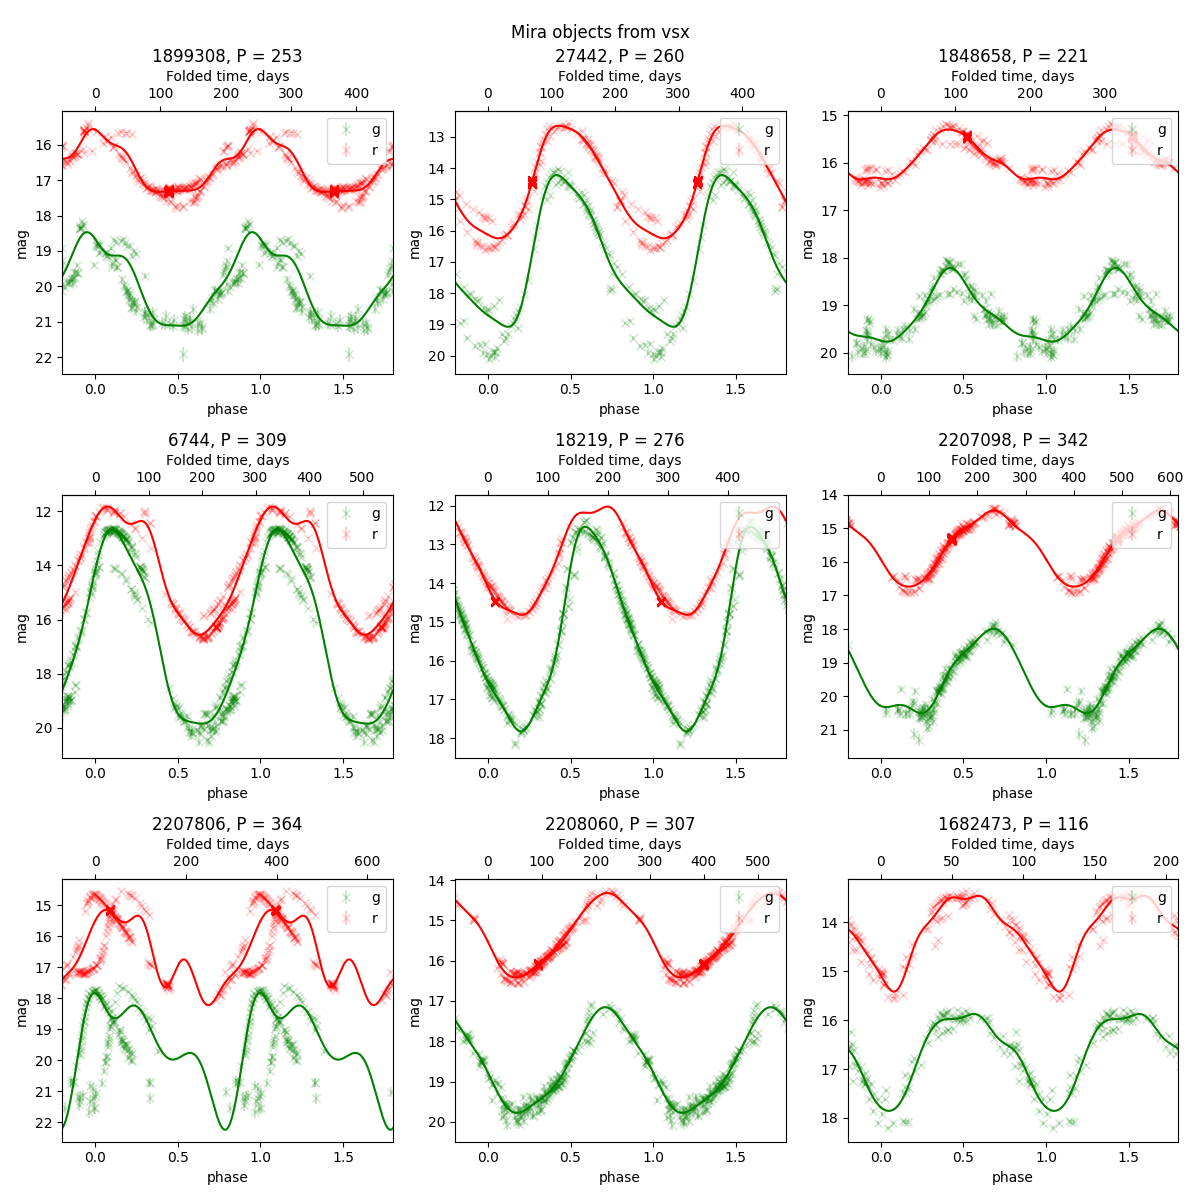 Mira objects from vsx
1899308, P = 253
Folded time, days
0 100 200 300 400
mag
16
17
18
19
20
21
22
g
r
0.0 0.5 1.0 1.5
phase
27442, P = 260
Folded time, days
0 100 200 300 400
mag
13
14
15
16
17
18
19
20
g
r
0.0 0.5 1.0 1.5
phase
1848658, P = 221
Folded time, days
0 100 200 300
mag
15
16
17
18
19
20
g
r
0.0 0.5 1.0 1.5
phase
6744, P = 309
Folded time, days
0 100 200 300 400 500
mag
12
14
16
18
20
g
r
0.0 0.5 1.0 1.5
phase
18219, P = 276
Folded time, days
0 100 200 300 400
mag
12
13
14
15
16
17
18
g
r
0.0 0.5 1.0 1.5
phase
2207098, P = 342
Folded time, days
0 100 200 300 400 500 600
mag
14
15
16
17
18
19
20
21
g
r
0.0 0.5 1.0 1.5
phase
2207806, P = 364
Folded time, days
0 200 400 600
mag
15
16
17
18
19
20
21
22
g
r
0.0 0.5 1.0 1.5
phase
2208060, P = 307
Folded time, days
0 100 200 300 400 500
mag
14
15
16
17
18
19
20
g
r
0.0 0.5 1.0 1.5
phase
1682473, P = 116
Folded time, days
0 50 100 150 200
mag
14
15
16
17
18
g
r
0.0 0.5 1.0 1.5
phase